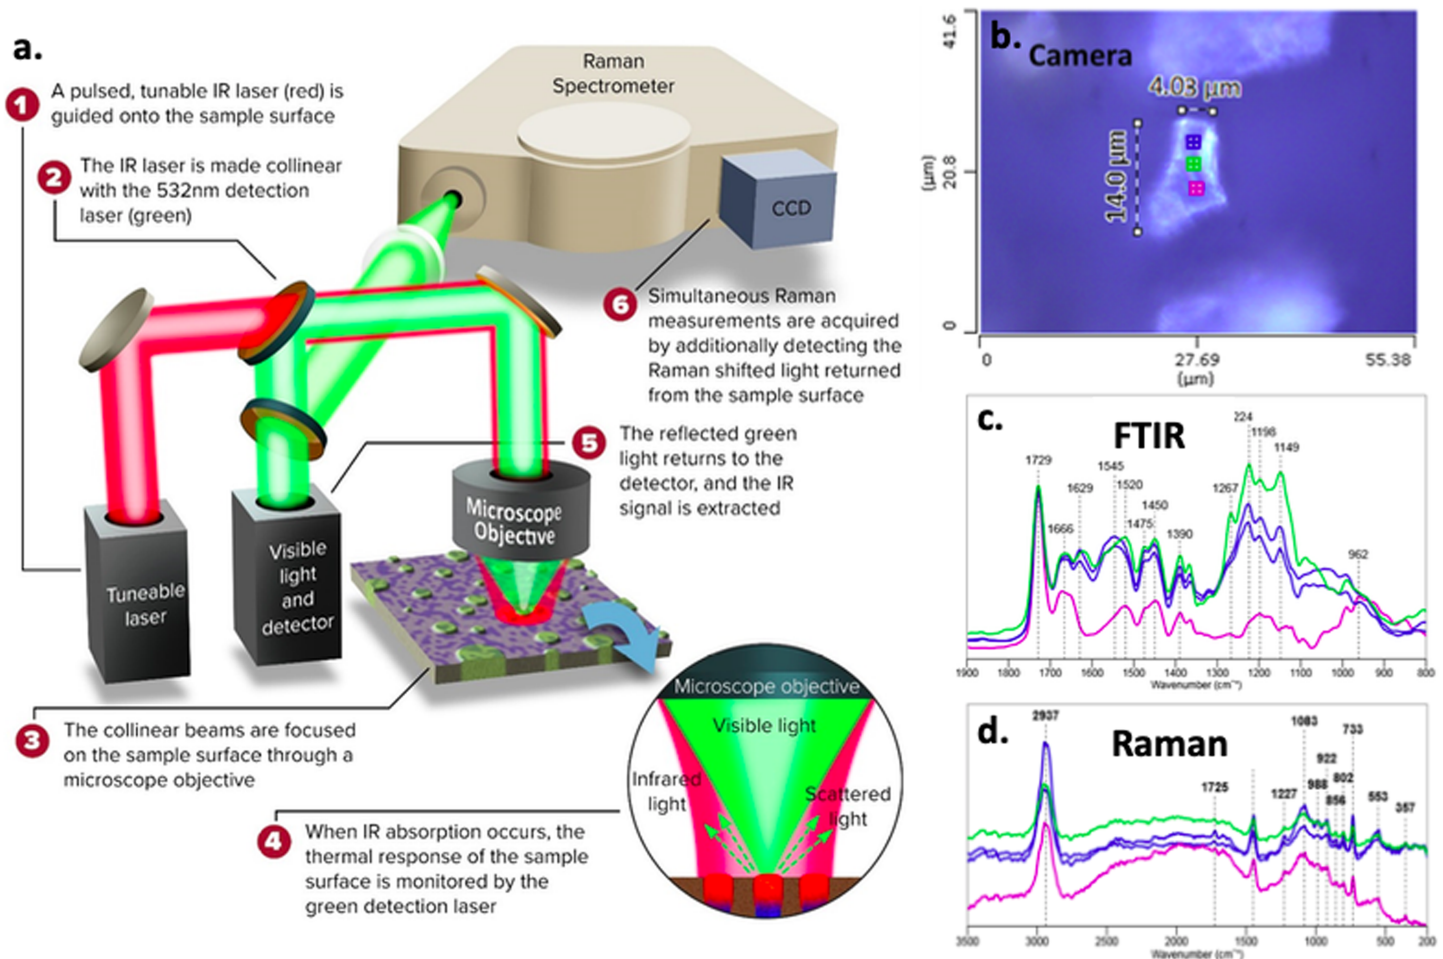 a.
1
A pulsed, tunable IR laser (red) is
guided onto the sample surface
2
The IR laser is made collinear
with the 532nm detection
laser (green)
Raman
Spectrometer
CCD
6
Simultaneous Raman
measurements are acquired
by additionally detecting the
Raman shifted light returned
from the sample surface
5
The reflected green
light returns to the
detector, and the IR
signal is extracted
Microscope
Objective
Tuneable
laser
Visible
light
and
detector
3
The collinear beams are focused
on the sample surface through a
microscope objective
4
When IR absorption occurs, the
thermal response of the sample
surface is monitored by the
green detection laser
Microscope objective
Visible light
Infrared
light
Scattered
light
b.
Camera
4.03 µm
14.0 µm
41.6
20.8
0
(µm)
0
27.69
55.38
(µm)
c.
FTIR
1729
1666
1629
1545
1520
1475
1450
1390
1267
224
1198
1149
962
1900
1800
1700
1600
1500
1400
1300
1200
1100
1000
900
800
Wavenumber (cm⁻¹)
d.
Raman
2937
1725
1227
1083
988
922
856
802
733
553
357
3500
3000
2500
2000
1500
1000
500
200
Wavenumber (cm⁻¹)